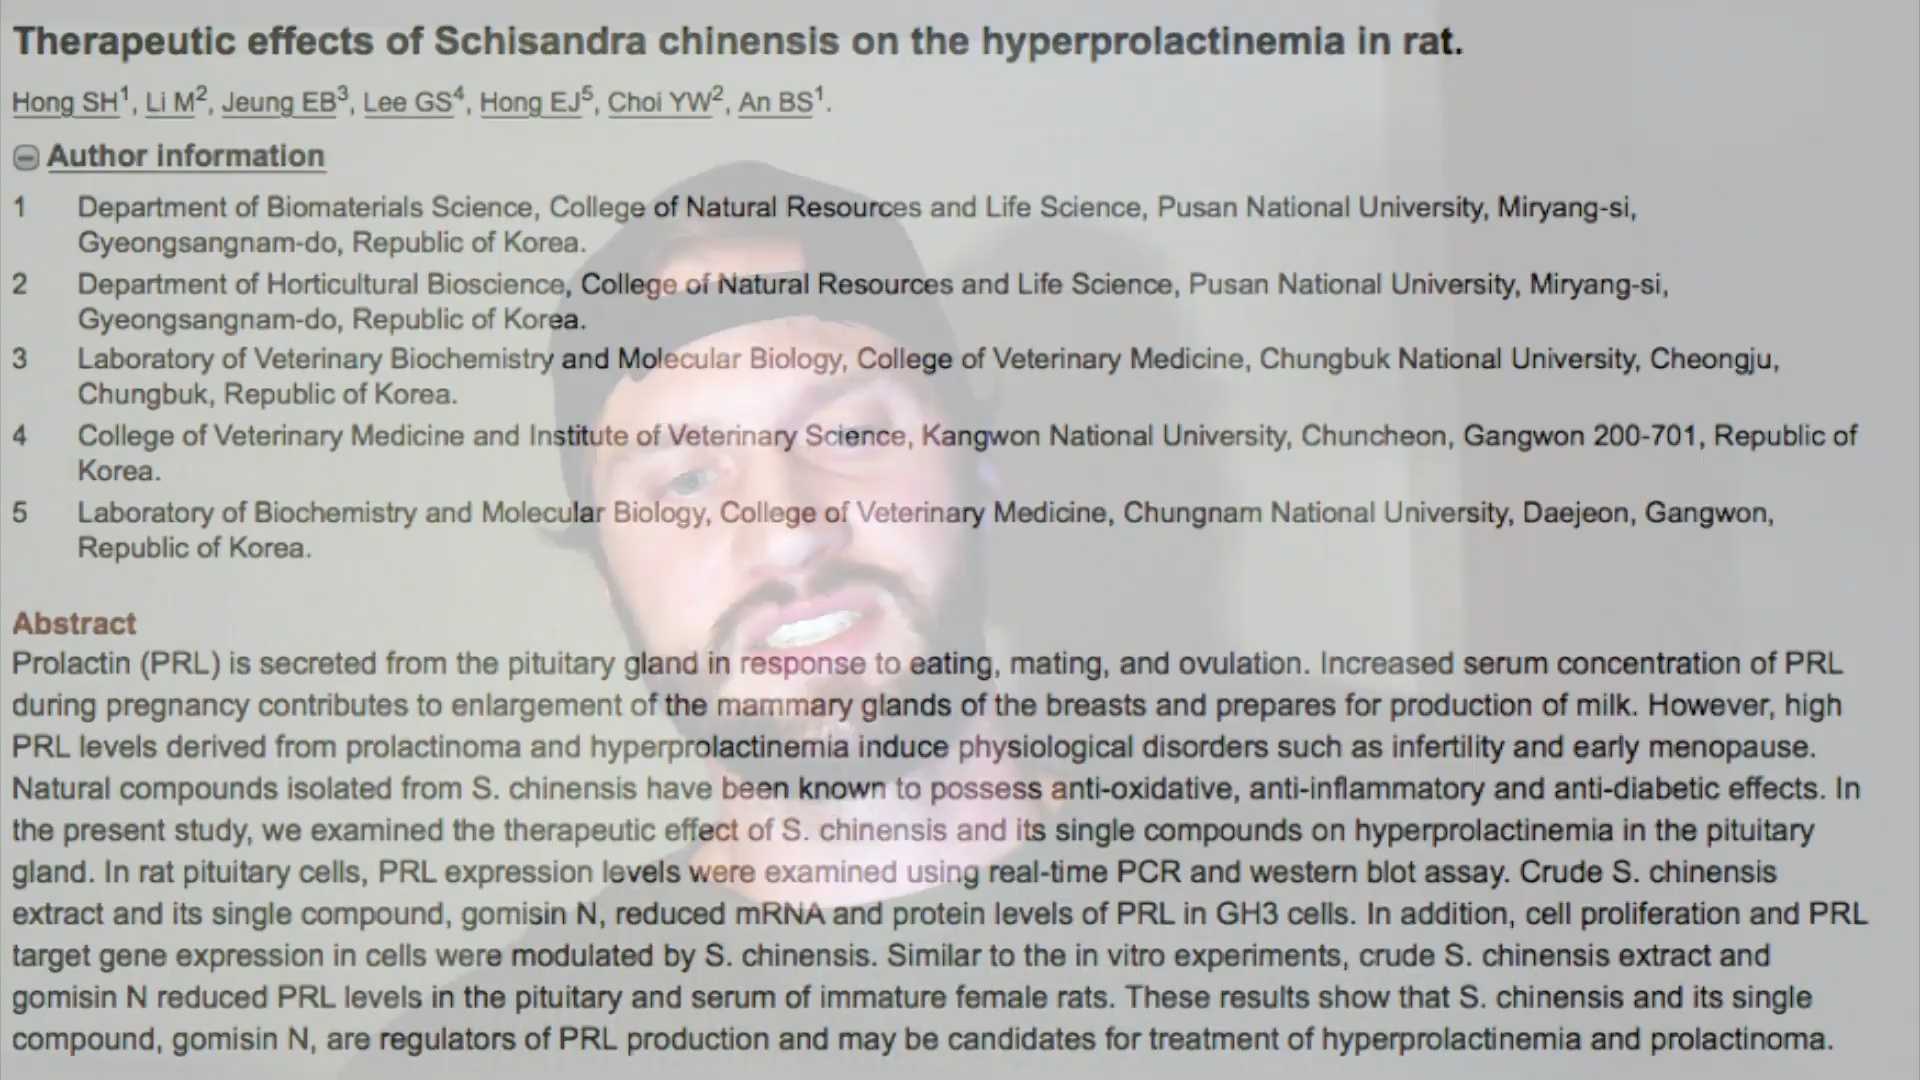 Therapeutic effects of Schisandra chinensis on the hyperprolactinemia in rat.
Hong SH1, Li M2, Jeung EB3, Lee GS4, Hong EJ5, Choi YW2, An BS1.
Author information
1 Department of Biomaterials Science, College of Natural Resources and Life Science, Pusan National University, Miryang-si,
Gyeongsangnam-do, Republic of Korea.
2 Department of Horticultural Bioscience, College of Natural Resources and Life Science, Pusan National University, Miryang-si,
Gyeongsangnam-do, Republic of Korea.
3 Laboratory of Veterinary Biochemistry and Molecular Biology, College of Veterinary Medicine, Chungbuk National University, Cheongju,
Chungbuk, Republic of Korea.
4 College of Veterinary Medicine and Institute of Veterinary Science, Kangwon National University, Chuncheon, Gangwon 200-701, Republic of
Korea.
5 Laboratory of Biochemistry and Molecular Biology, College of Veterinary Medicine, Chungnam National University, Daejeon, Gangwon,
Republic of Korea.
Abstract
Prolactin (PRL) is secreted from the pituitary gland in response to eating, mating, and ovulation. Increased serum concentration of PRL
during pregnancy contributes to enlargement of the mammary glands of the breasts and prepares for production of milk. However, high
PRL levels derived from prolactinoma and hyperprolactinemia induce physiological disorders such as infertility and early menopause.
Natural compounds isolated from S. chinensis have been known to possess anti-oxidative, anti-inflammatory and anti-diabetic effects. In
the present study, we examined the therapeutic effect of S. chinensis and its single compounds on hyperprolactinemia in the pituitary
gland. In rat pituitary cells, PRL expression levels were examined using real-time PCR and western blot assay. Crude S. chinensis
extract and its single compound, gomisin N, reduced mRNA and protein levels of PRL in GH3 cells. In addition, cell proliferation and PRL
target gene expression in cells were modulated by S. chinensis. Similar to the in vitro experiments, crude S. chinensis extract and
gomisin N reduced PRL levels in the pituitary and serum of immature female rats. These results show that S. chinensis and its single
compound, gomisin N, are regulators of PRL production and may be candidates for treatment of hyperprolactinemia and prolactinoma.